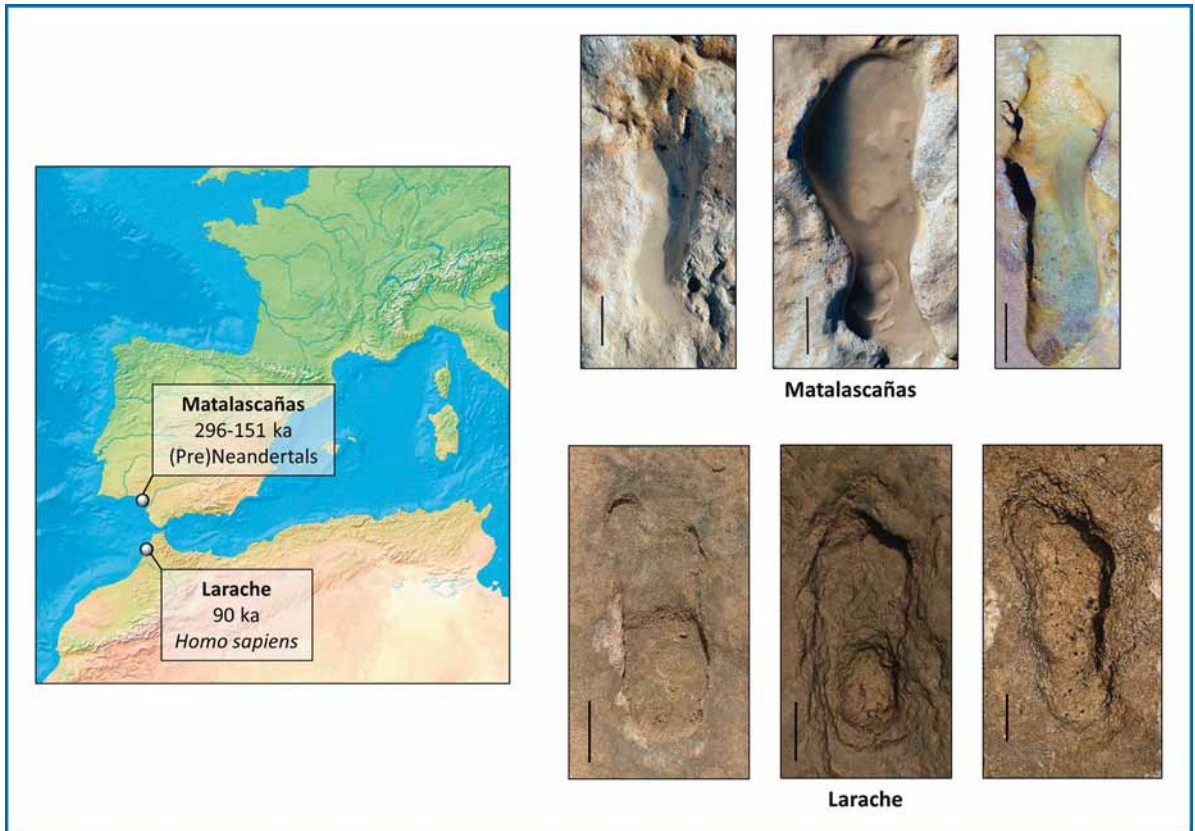 Matalascañas
296-151 ka
(Pre)Neandertals
Larache
90 ka
Homo sapiens
Matalascañas
Larache